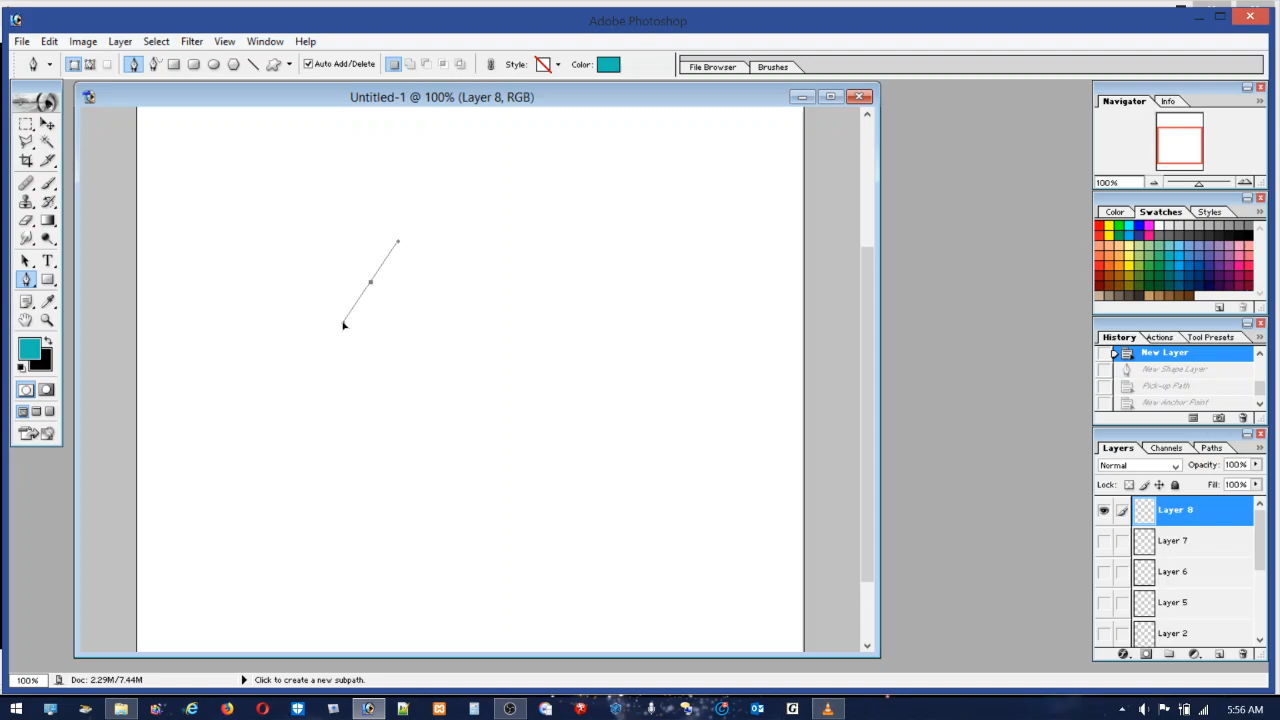 Adobe Photoshop
File Edit Image Layer Select Filter View Window Help
Auto Add/Delete Style: Color: File Browser Brushes
Untitled-1 @ 100% (Layer 8, RGB)
Navigator Info
100%
Color Swatches Styles
History Actions Tool Presets
New Layer
New Shape Layer
Pick-up Path
New Anchor Point
Layers Channels Paths
Normal Opacity: 100%
Lock: Fill: 100%
Layer 8
Layer 7
Layer 6
Layer 5
Layer 2
100% Doc: 2.29M/7.44M Click to create a new subpath.
5:56 AM